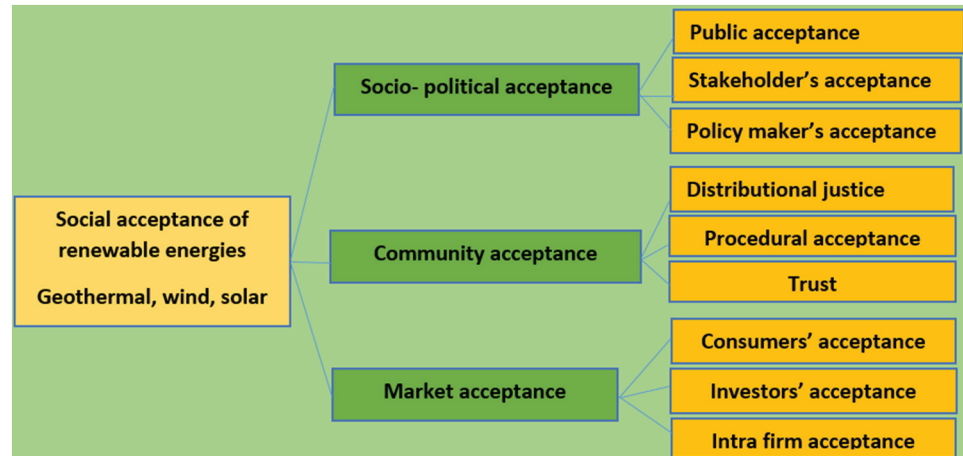 Public acceptance
Socio- political acceptance
Stakeholder’s acceptance
Policy maker’s acceptance
Social acceptance of
renewable energies
Geothermal, wind, solar
Distributional justice
Community acceptance
Procedural acceptance
Trust
Consumers’ acceptance
Market acceptance
Investors’ acceptance
Intra firm acceptance